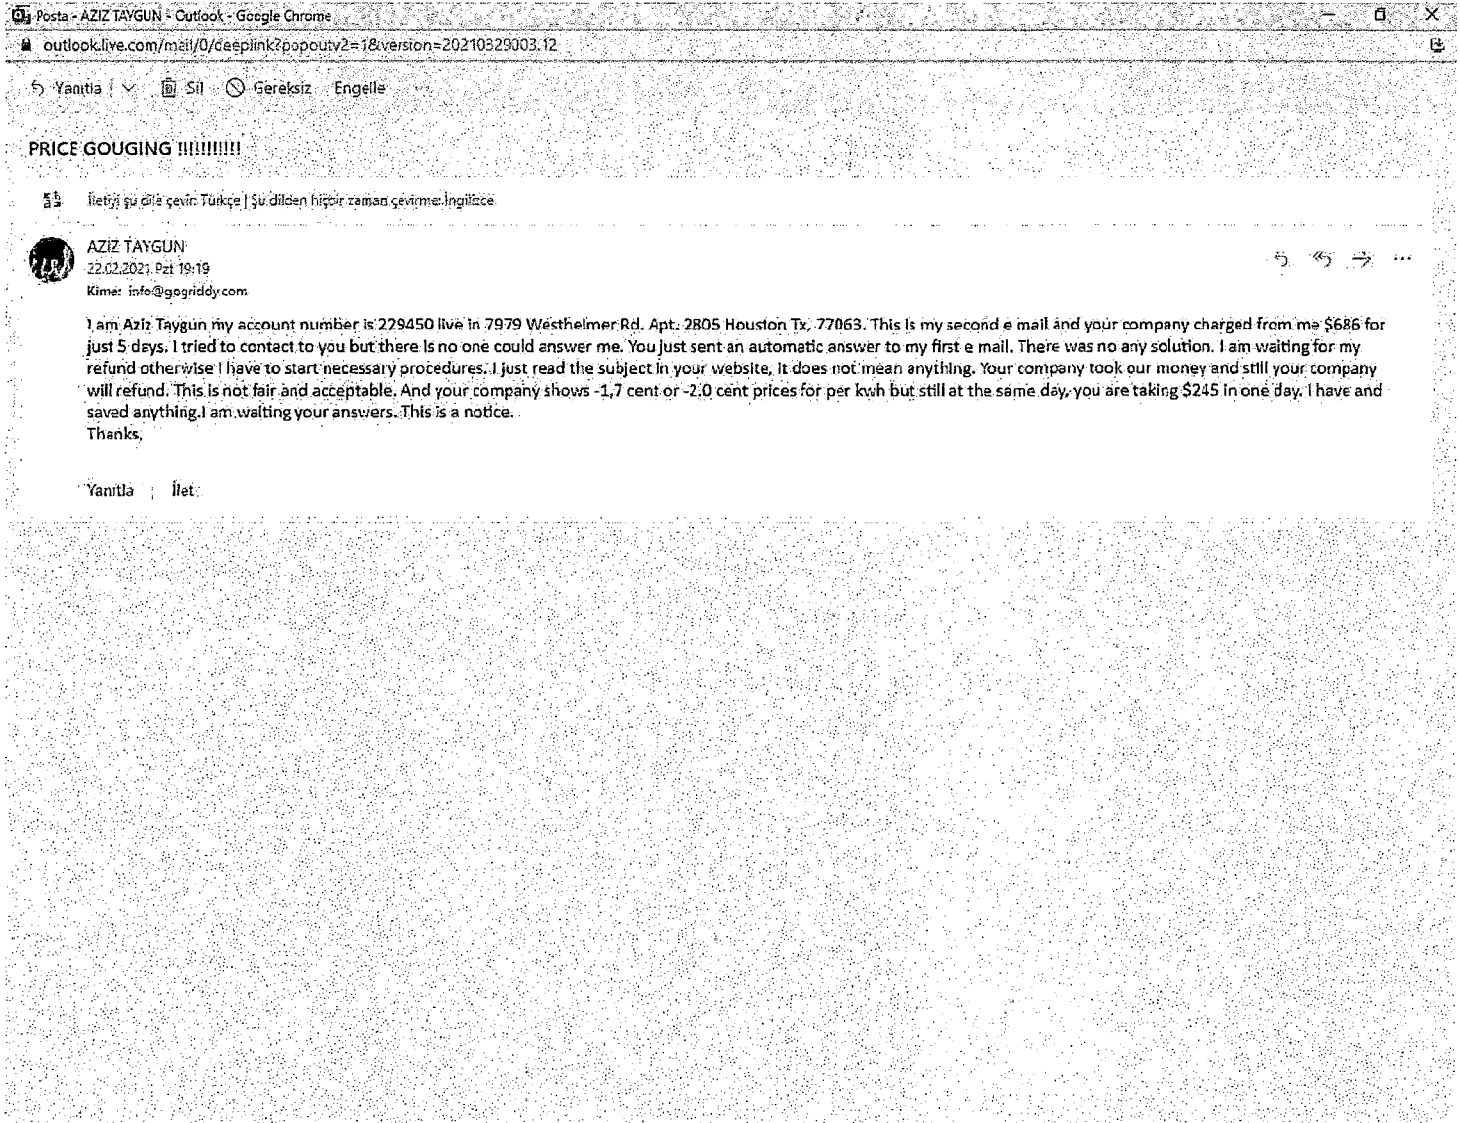 Posta - AZIZ TAYGUN - Outlook - Google Chrome
outlook.live.com/mail/0/deeplink?popoutv2=1&version=20210329003.12
Yanıtla Sil Gereksiz Engelle
PRICE GOUGING !!!!!!!!!!!
İletiyi şu dile çevir: Türkçe | Şu dilden hiçbir zaman çevirme: İngilizce
AZIZ TAYGUN
22.02.2021 Pzt 19:19
Kime: info@gogriddy.com
I am Aziz Taygun my account number is 229450 live in 7979 Westheimer Rd. Apt. 2805 Houston Tx, 77063. This is my second e mail and your company charged from me $686 for
just 5 days. I tried to contact to you but there is no one could answer me. You just sent an automatic answer to my first e mail. There was no any solution. I am waiting for my
refund otherwise I have to start necessary procedures. I just read the subject in your website, it does not mean anything. Your company took our money and still your company
will refund. This is not fair and acceptable. And your company shows -1,7 cent or -2.0 cent prices for per kwh but still at the same day, you are taking $245 in one day. I have and
saved anything.I am waiting your answers. This is a notice.
Thanks,
Yanıtla | İlet